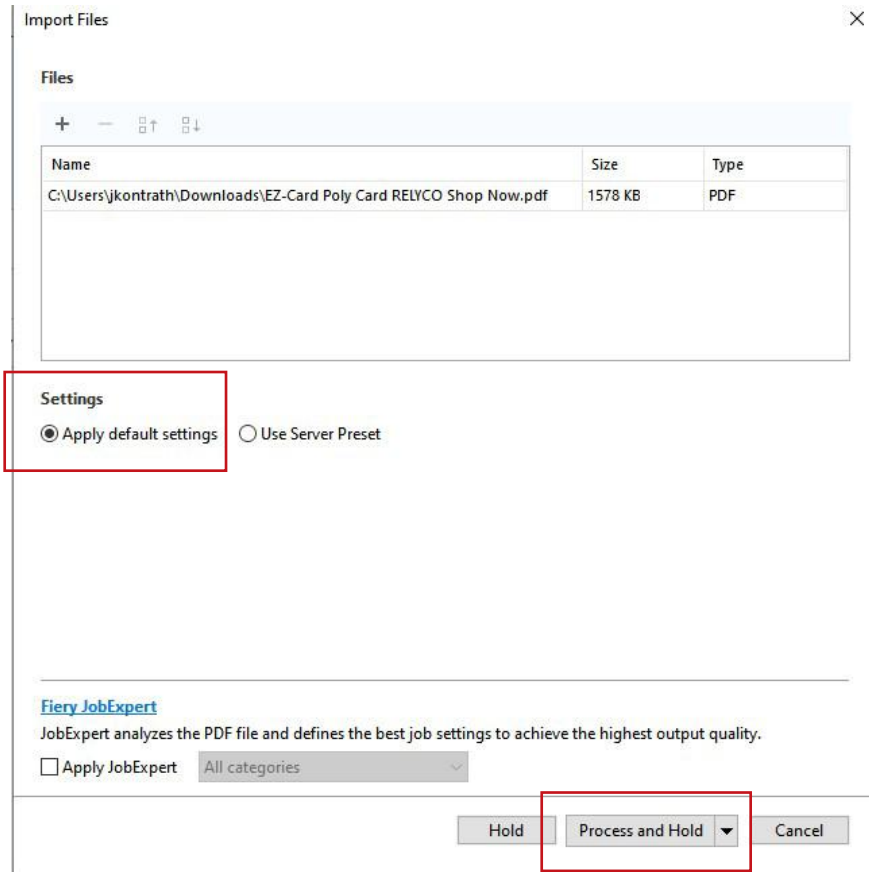 Import Files
Files
Name Size Type
C:\Users\jkontrath\Downloads\EZ-Card Poly Card RELYCO Shop Now.pdf 1578 KB PDF
Settings
Apply default settings Use Server Preset
Fiery JobExpert
JobExpert analyzes the PDF file and defines the best job settings to achieve the highest output quality.
Apply JobExpert All categories
Hold Process and Hold Cancel